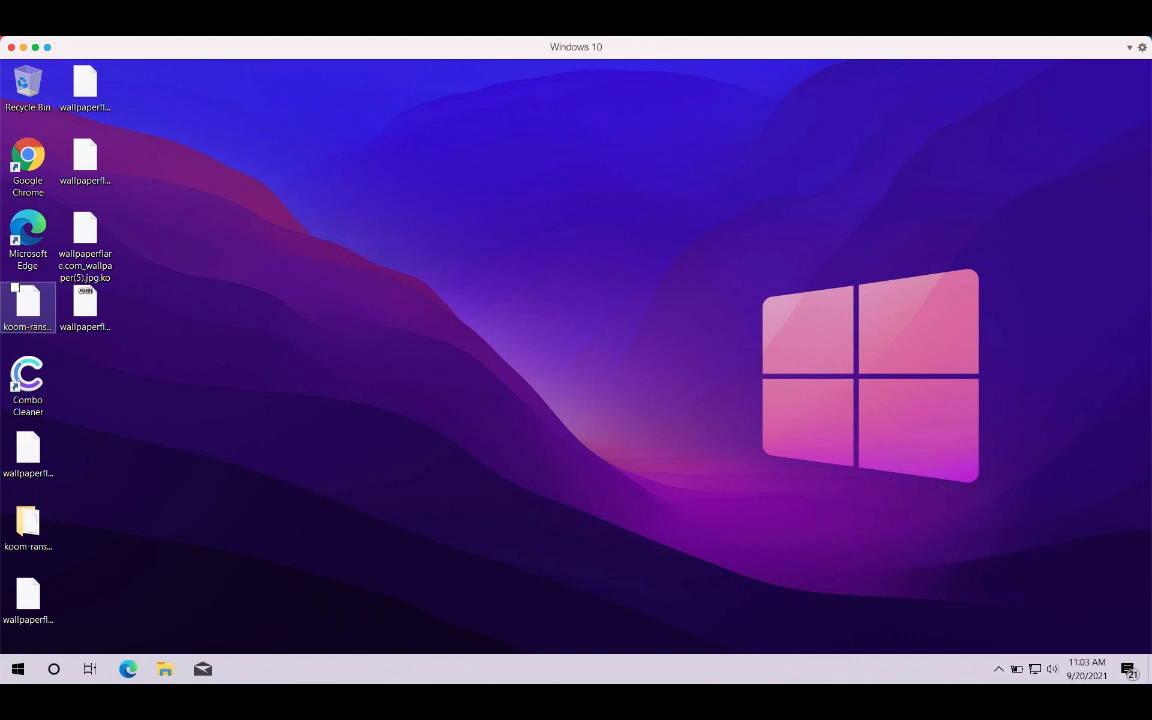 Windows 10
Recycle Bin
wallpaperfl...
wallpaperfl...
Google
Chrome
Microsoft
Edge
wallpaperflar
e.com_wallpa
per(5).jpg.ko
koom-rans...
wallpaperfl...
Combo
Cleaner
wallpaperfl...
koom-rans...
wallpaperfl...
11:03 AM
9/20/2021
21